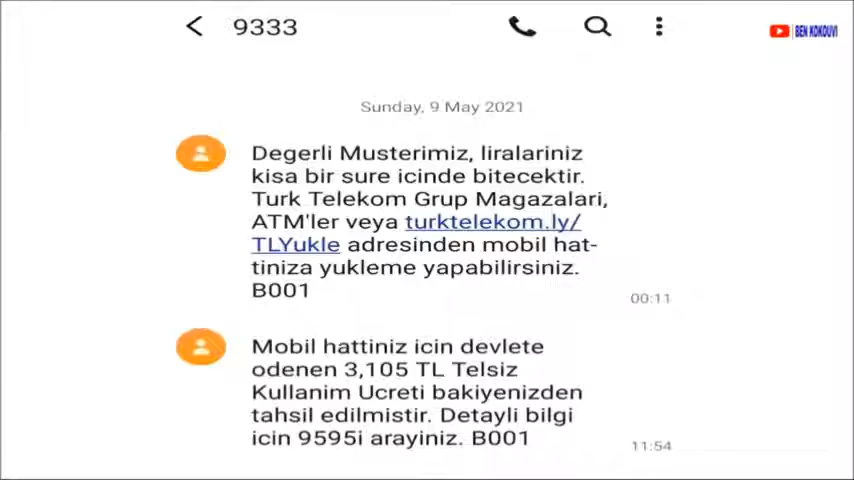 9333
BEN KOKOUVI
Sunday, 9 May 2021
Degerli Musterimiz, liralariniz
kisa bir sure icinde bitecektir.
Turk Telekom Grup Magazalari,
ATM'ler veya turktelekom.ly/
TLYukle adresinden mobil hat-
tiniza yukleme yapabilirsiniz.
B001
00:11
Mobil hattiniz icin devlete
odenen 3,105 TL Telsiz
Kullanim Ucreti bakiyenizden
tahsil edilmistir. Detayli bilgi
icin 9595i arayiniz. B001
11:54